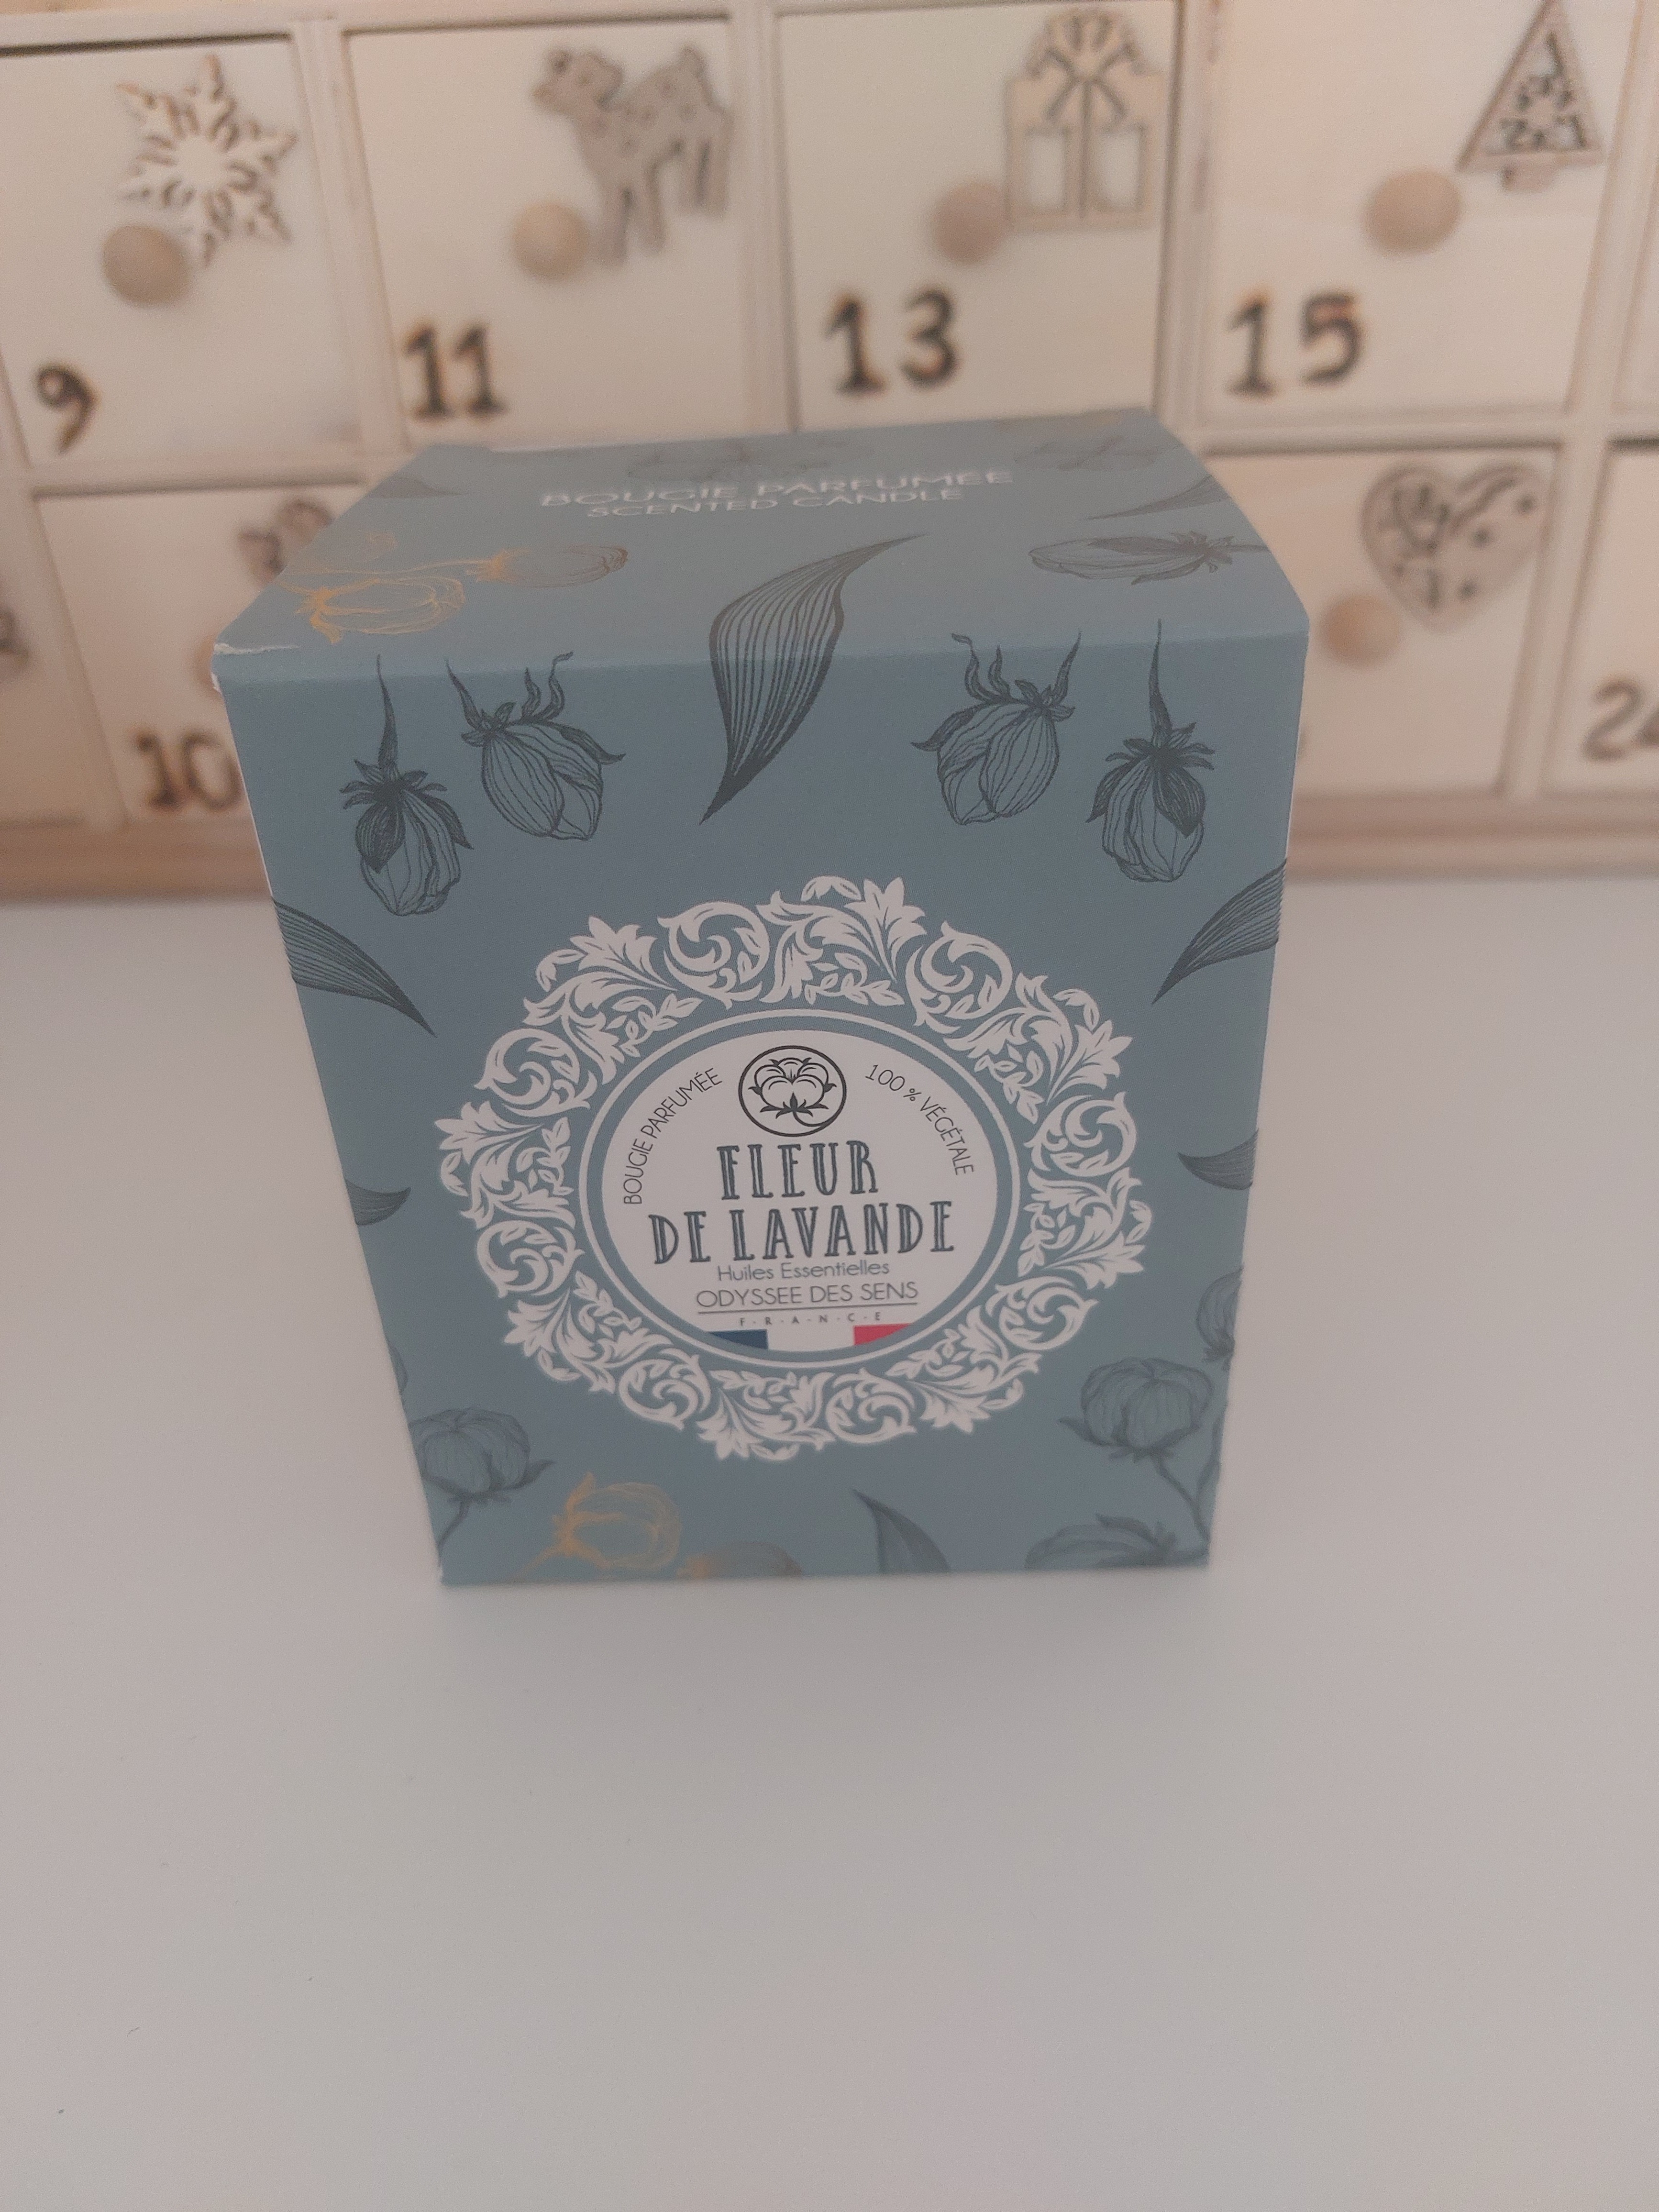 9
11
13
15
10
24
BOUGIE PARFUMÉE
SCENTED CANDLE
BOUGIE PARFUMÉE
100 % VÉGÉTALE
FLEUR
DE LAVANDE
Huiles Essentielles
ODYSSEE DES SENS
F·R·A·N·C·E